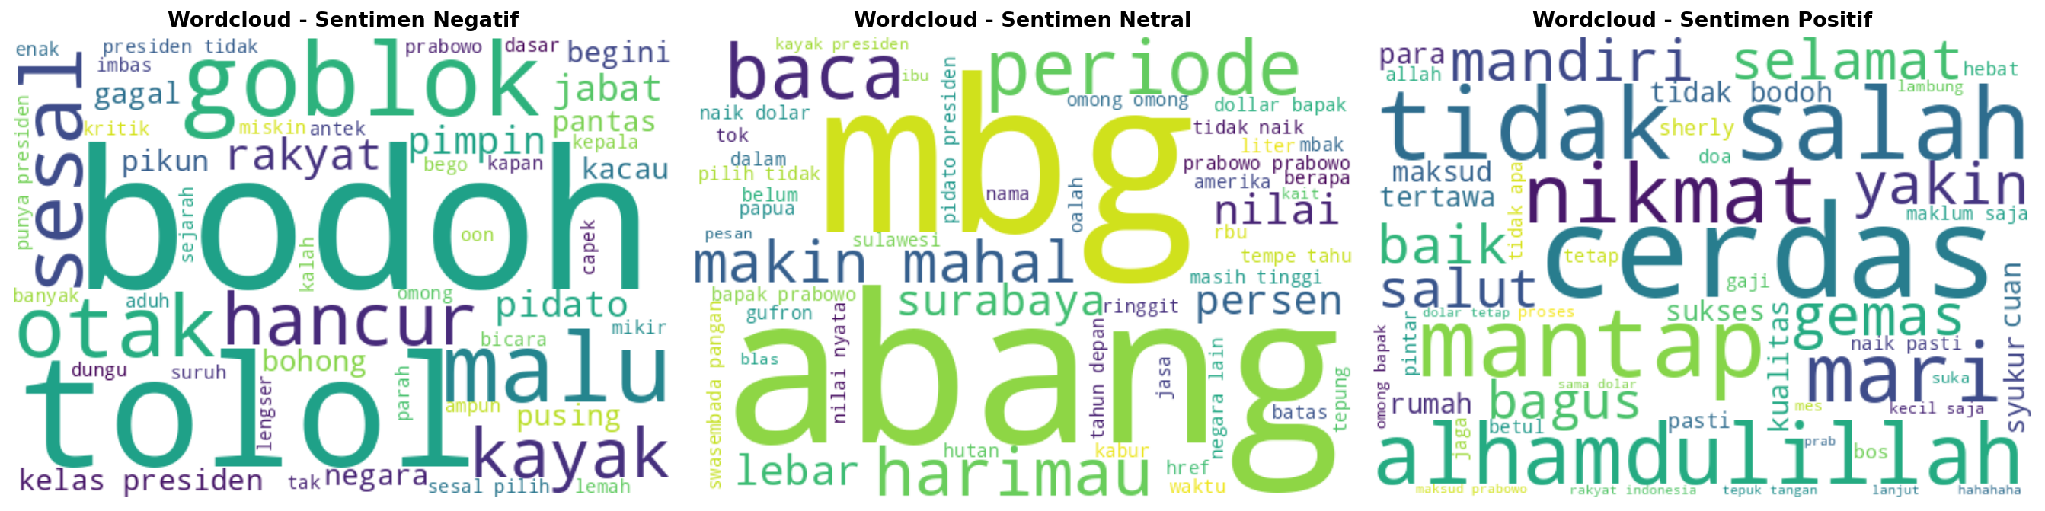 Wordcloud - Sentimen Negatif
enak
presiden tidak
prabowo
dasar
begini
imbas
goblok
sesal
gagal
jabat
punya presiden
kritik
miskin
antek
pantas
pimpin
kepala
pikun
rakyat
bego
kapan
kacau
bodoh
sejarah
kalah
oon
capek
banyak
aduh
omong
pidato
otak
hancur
mikir
bicara
malu
bohong
dungu
suruh
tolol
lengser
parah
ampun
pusing
kayak
kelas presiden
tak
negara
sesal pilih
lemah
Wordcloud - Sentimen Netral
kayak presiden
baca
ibu
periode
pidato presiden
omong omong
naik dolar
dollar bapak
mbg
tok
tidak naik
liter
mbak
dalam
prabowo prabowo
pilih tidak
amerika
berapa
nama
belum
kait
papua
oalah
nilai
pesan
sulawesi
rbu
makin mahal
tempe tahu
masih tinggi
bapak prabowo
surabaya
ringgit
persen
gufron
swasembada pangan
nilai nyata
tahun depan
abang
blas
jasa
negara lain
batas
tepung
hutan
kabur
lebar
harimau
href
waktu
Wordcloud - Sentimen Positif
para
mandiri
selamat
hebat
allah
lambung
tidak bodoh
tidak salah
sherly
doa
maksud
tidak apa
nikmat
yakin
tertawa
maklum saja
cerdas
baik
tetap
salut
gaji
syukur cuan
dolar tetap
proses
sukses
gemas
kualitas
omong bapak
pintar
mantap
naik pasti
mari
suka
sama dolar
rumah
bagus
mes
kecil saja
jaga
betul
pasti
alhamdulillah
prab
bos
maksud prabowo
rakyat indonesia
tepuk tangan
lanjut
hahahaha